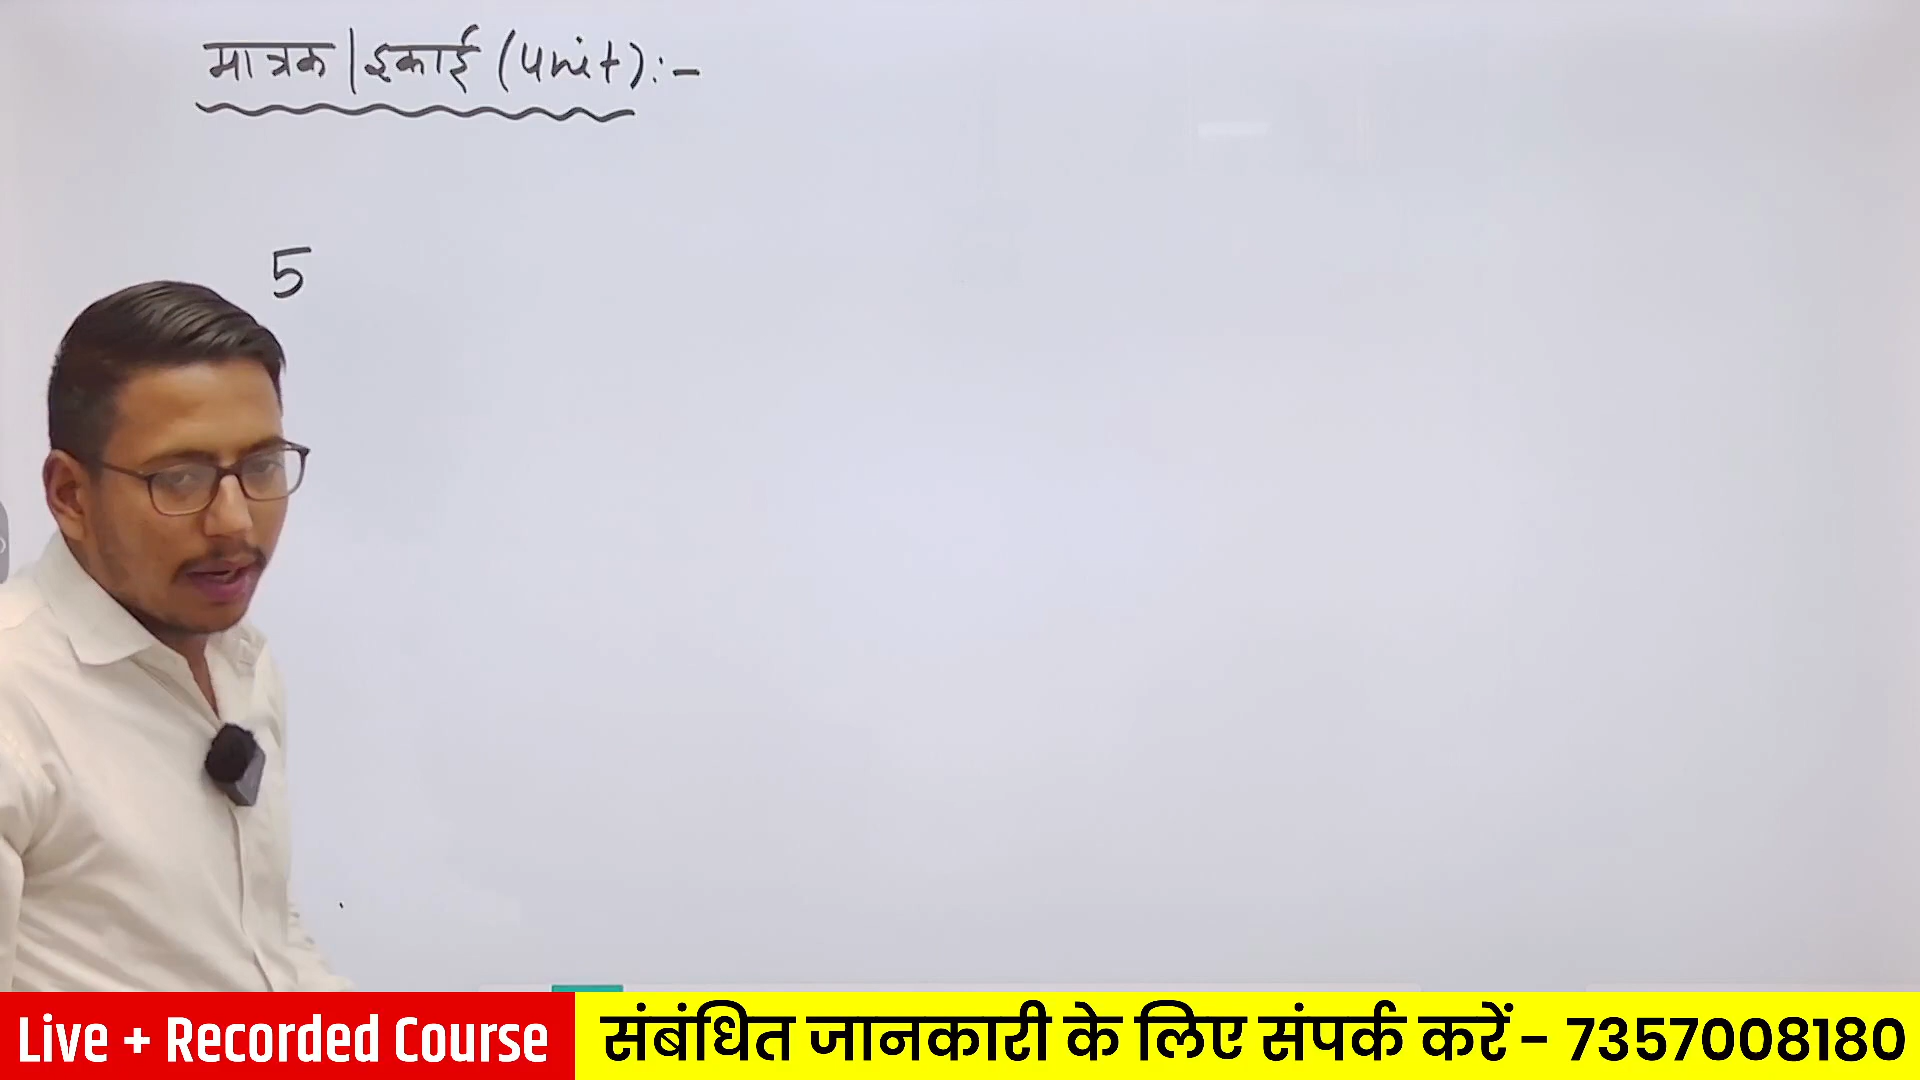 मात्रक | इकाई (Unit):-
5
Live + Recorded Course
संबंधित जानकारी के लिए संपर्क करें - 7357008180